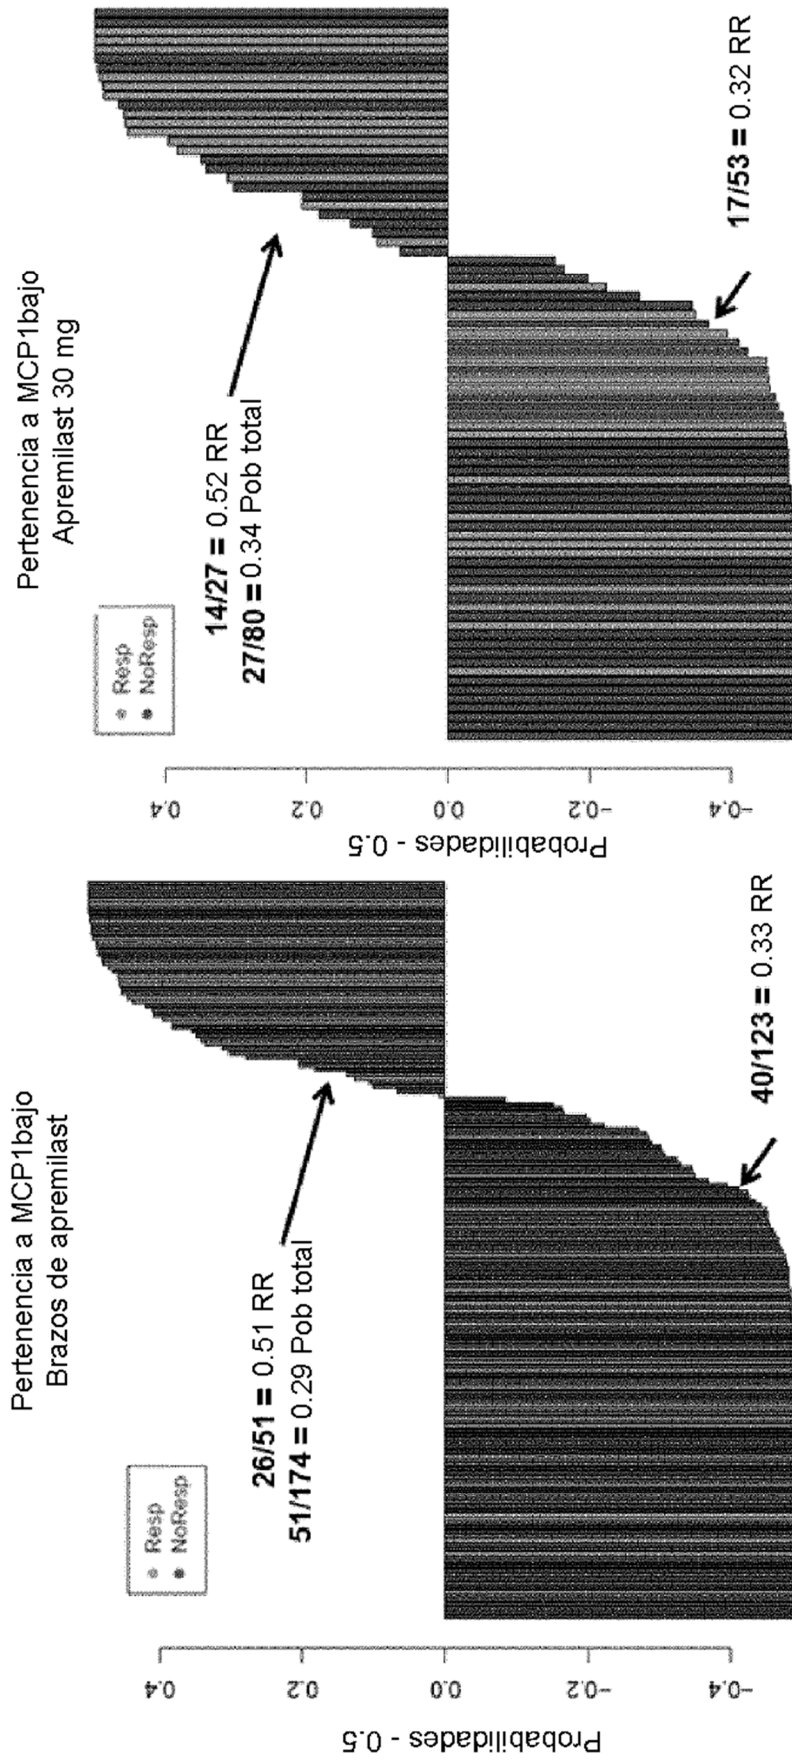 Pertenencia a MCP1bajo
Brazos de apremilast
Resp
NoResp
26/51 = 0.51 RR
51/174 = 0.29 Pob total
40/123 = 0.33 RR
Probabilidades - 0.5
0.4
0.2
0.0
-0.2
-0.4
Pertenencia a MCP1bajo
Apremilast 30 mg
Resp
NoResp
14/27 = 0.52 RR
27/80 = 0.34 Pob total
17/53 = 0.32 RR
Probabilidades - 0.5
0.4
0.2
0.0
-0.2
-0.4